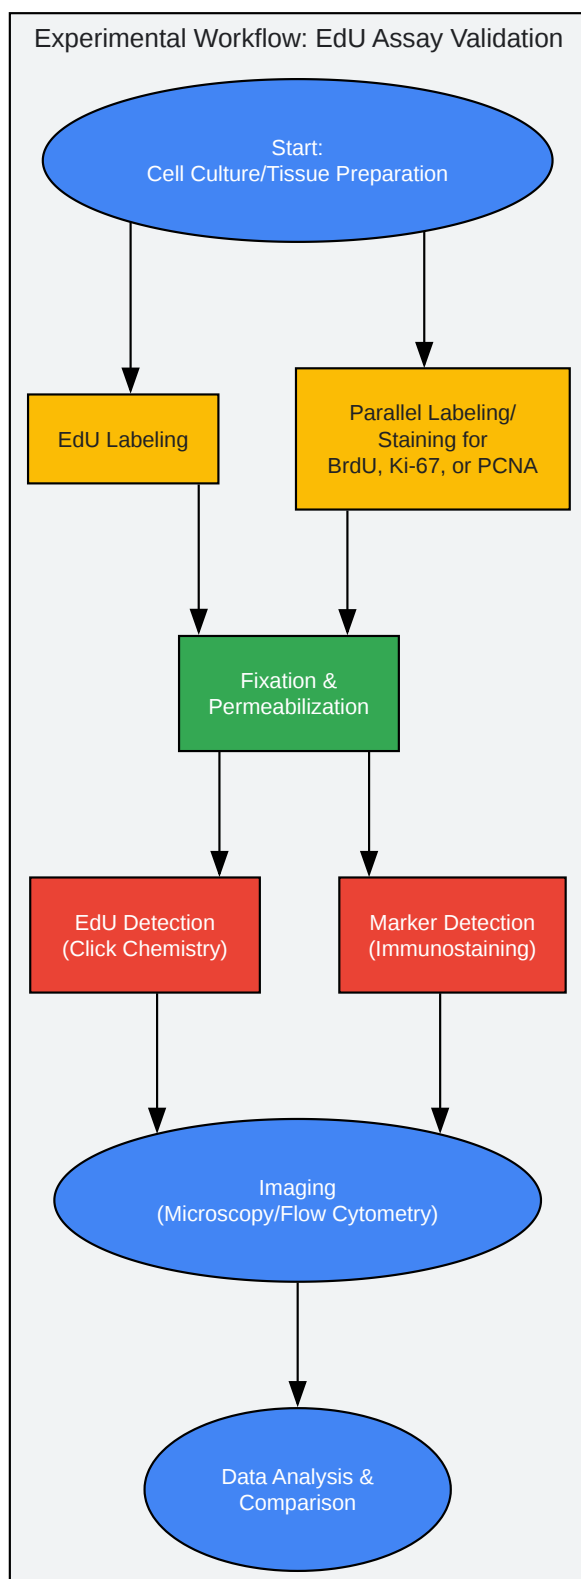 Experimental Workflow: EdU Assay Validation
Start:
Cell Culture/Tissue Preparation
EdU Labeling
Parallel Labeling/
Staining for
BrdU, Ki-67, or PCNA
Fixation &
Permeabilization
EdU Detection
(Click Chemistry)
Marker Detection
(Immunostaining)
Imaging
(Microscopy/Flow Cytometry)
Data Analysis &
Comparison